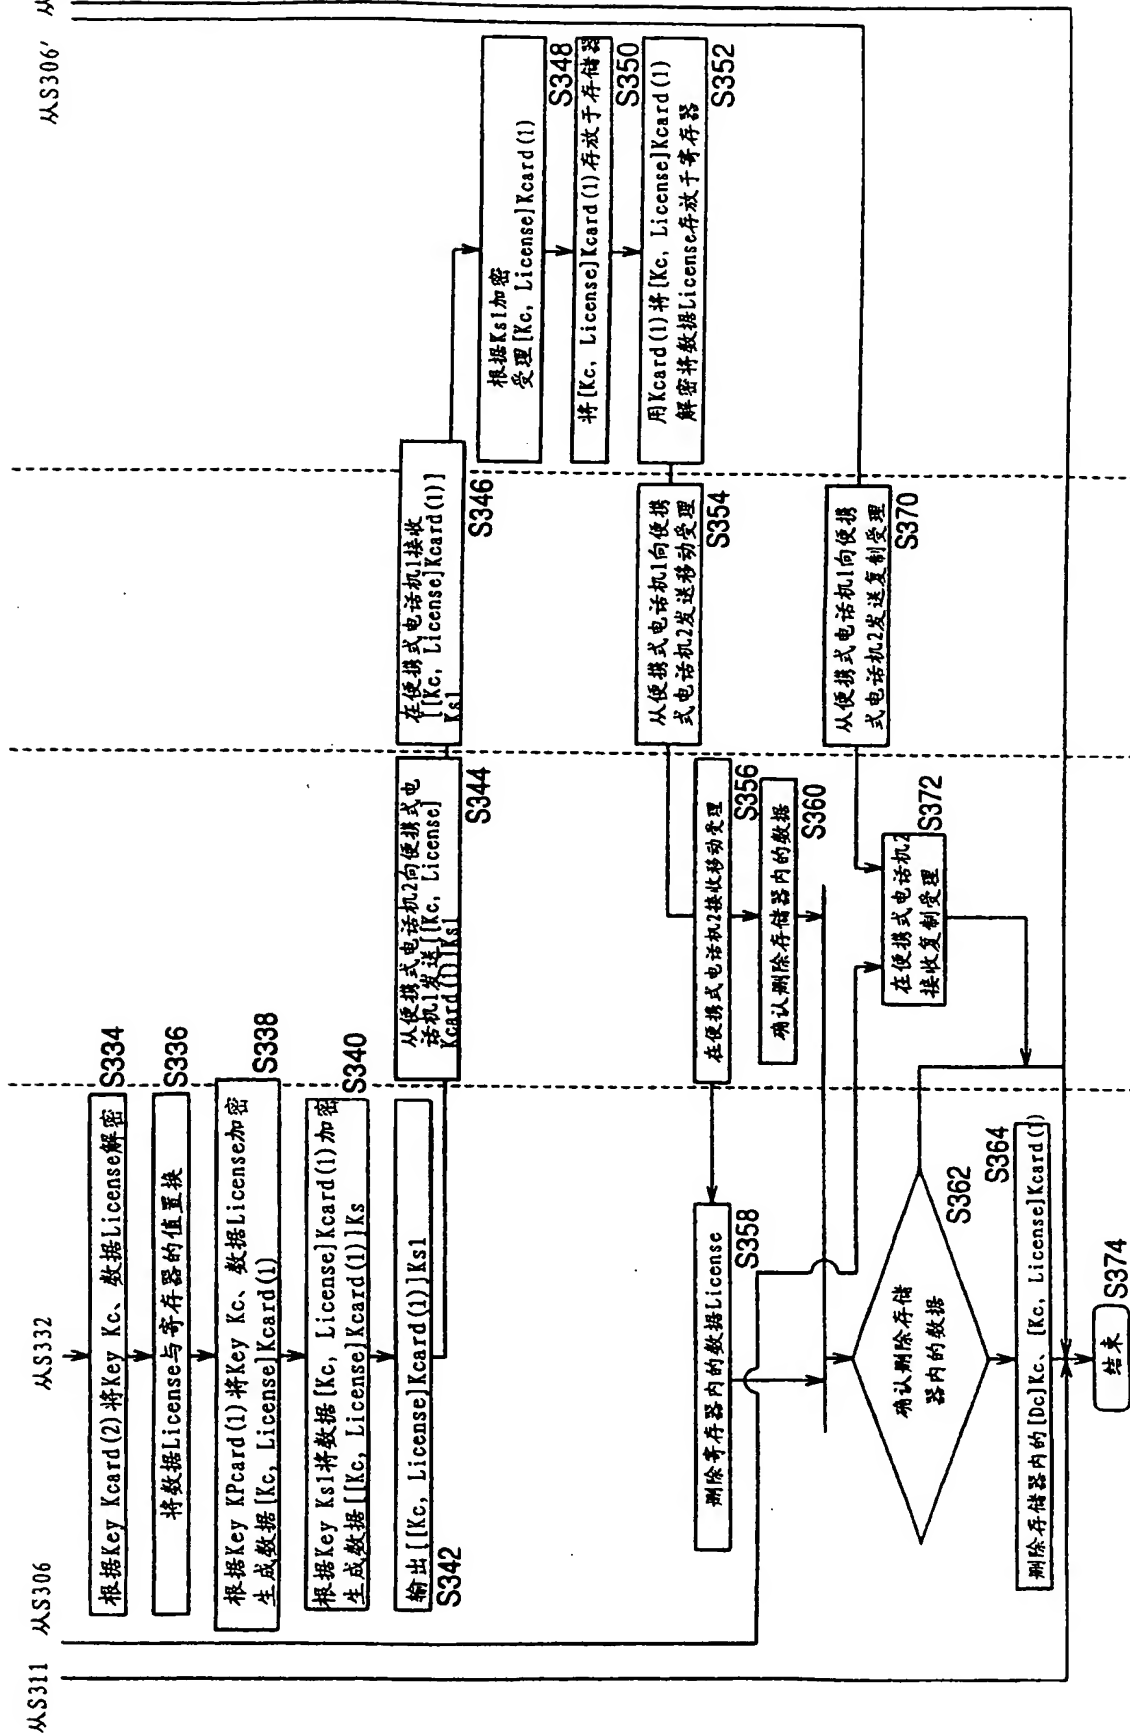 从S311
从S306
从S332
从S306′
从
根据Key Kcard(2)将Key Kc、数据License解密
S334
将数据License与寄存器的值置换
S336
根据Key KPcard(1)将Key Kc、数据License加密
生成数据[Kc, License]Kcard(1)
S338
根据Key Ks1将数据[Kc, License]Kcard(1)加密
生成数据[[Kc, License]Kcard(1)]Ks
S340
输出[[Kc, License]Kcard(1)]Ks1
S342
从便携式电话机2向便携式电
话机1发送[[Kc, License]
Kcard(1)]Ks1
S344
在便携式电话机1接收
[[Kc, License]Kcard(1)]
Ks1
S346
根据Ks1加密
受理[Kc, License]Kcard(1)
S348
将[Kc, License]Kcard(1)存放于存储器
S350
用Kcard(1)将[Kc, License]Kcard(1)
解密将数据License存放于寄存器
S352
从便携式电话机1向便携
式电话机2发送移动受理
S354
在便携式电话机2接收移动受理
S356
删除寄存器内的数据License
S358
确认删除存储器内的数据
S360
确认删除存储
器内的数据
S362
删除存储器内的[Dc]Kc、[Kc, License]Kcard(1)
S364
从便携式电话机1向便携
式电话机2发送复制受理
S370
在便携式电话机2
接收复制受理
S372
结束
S374